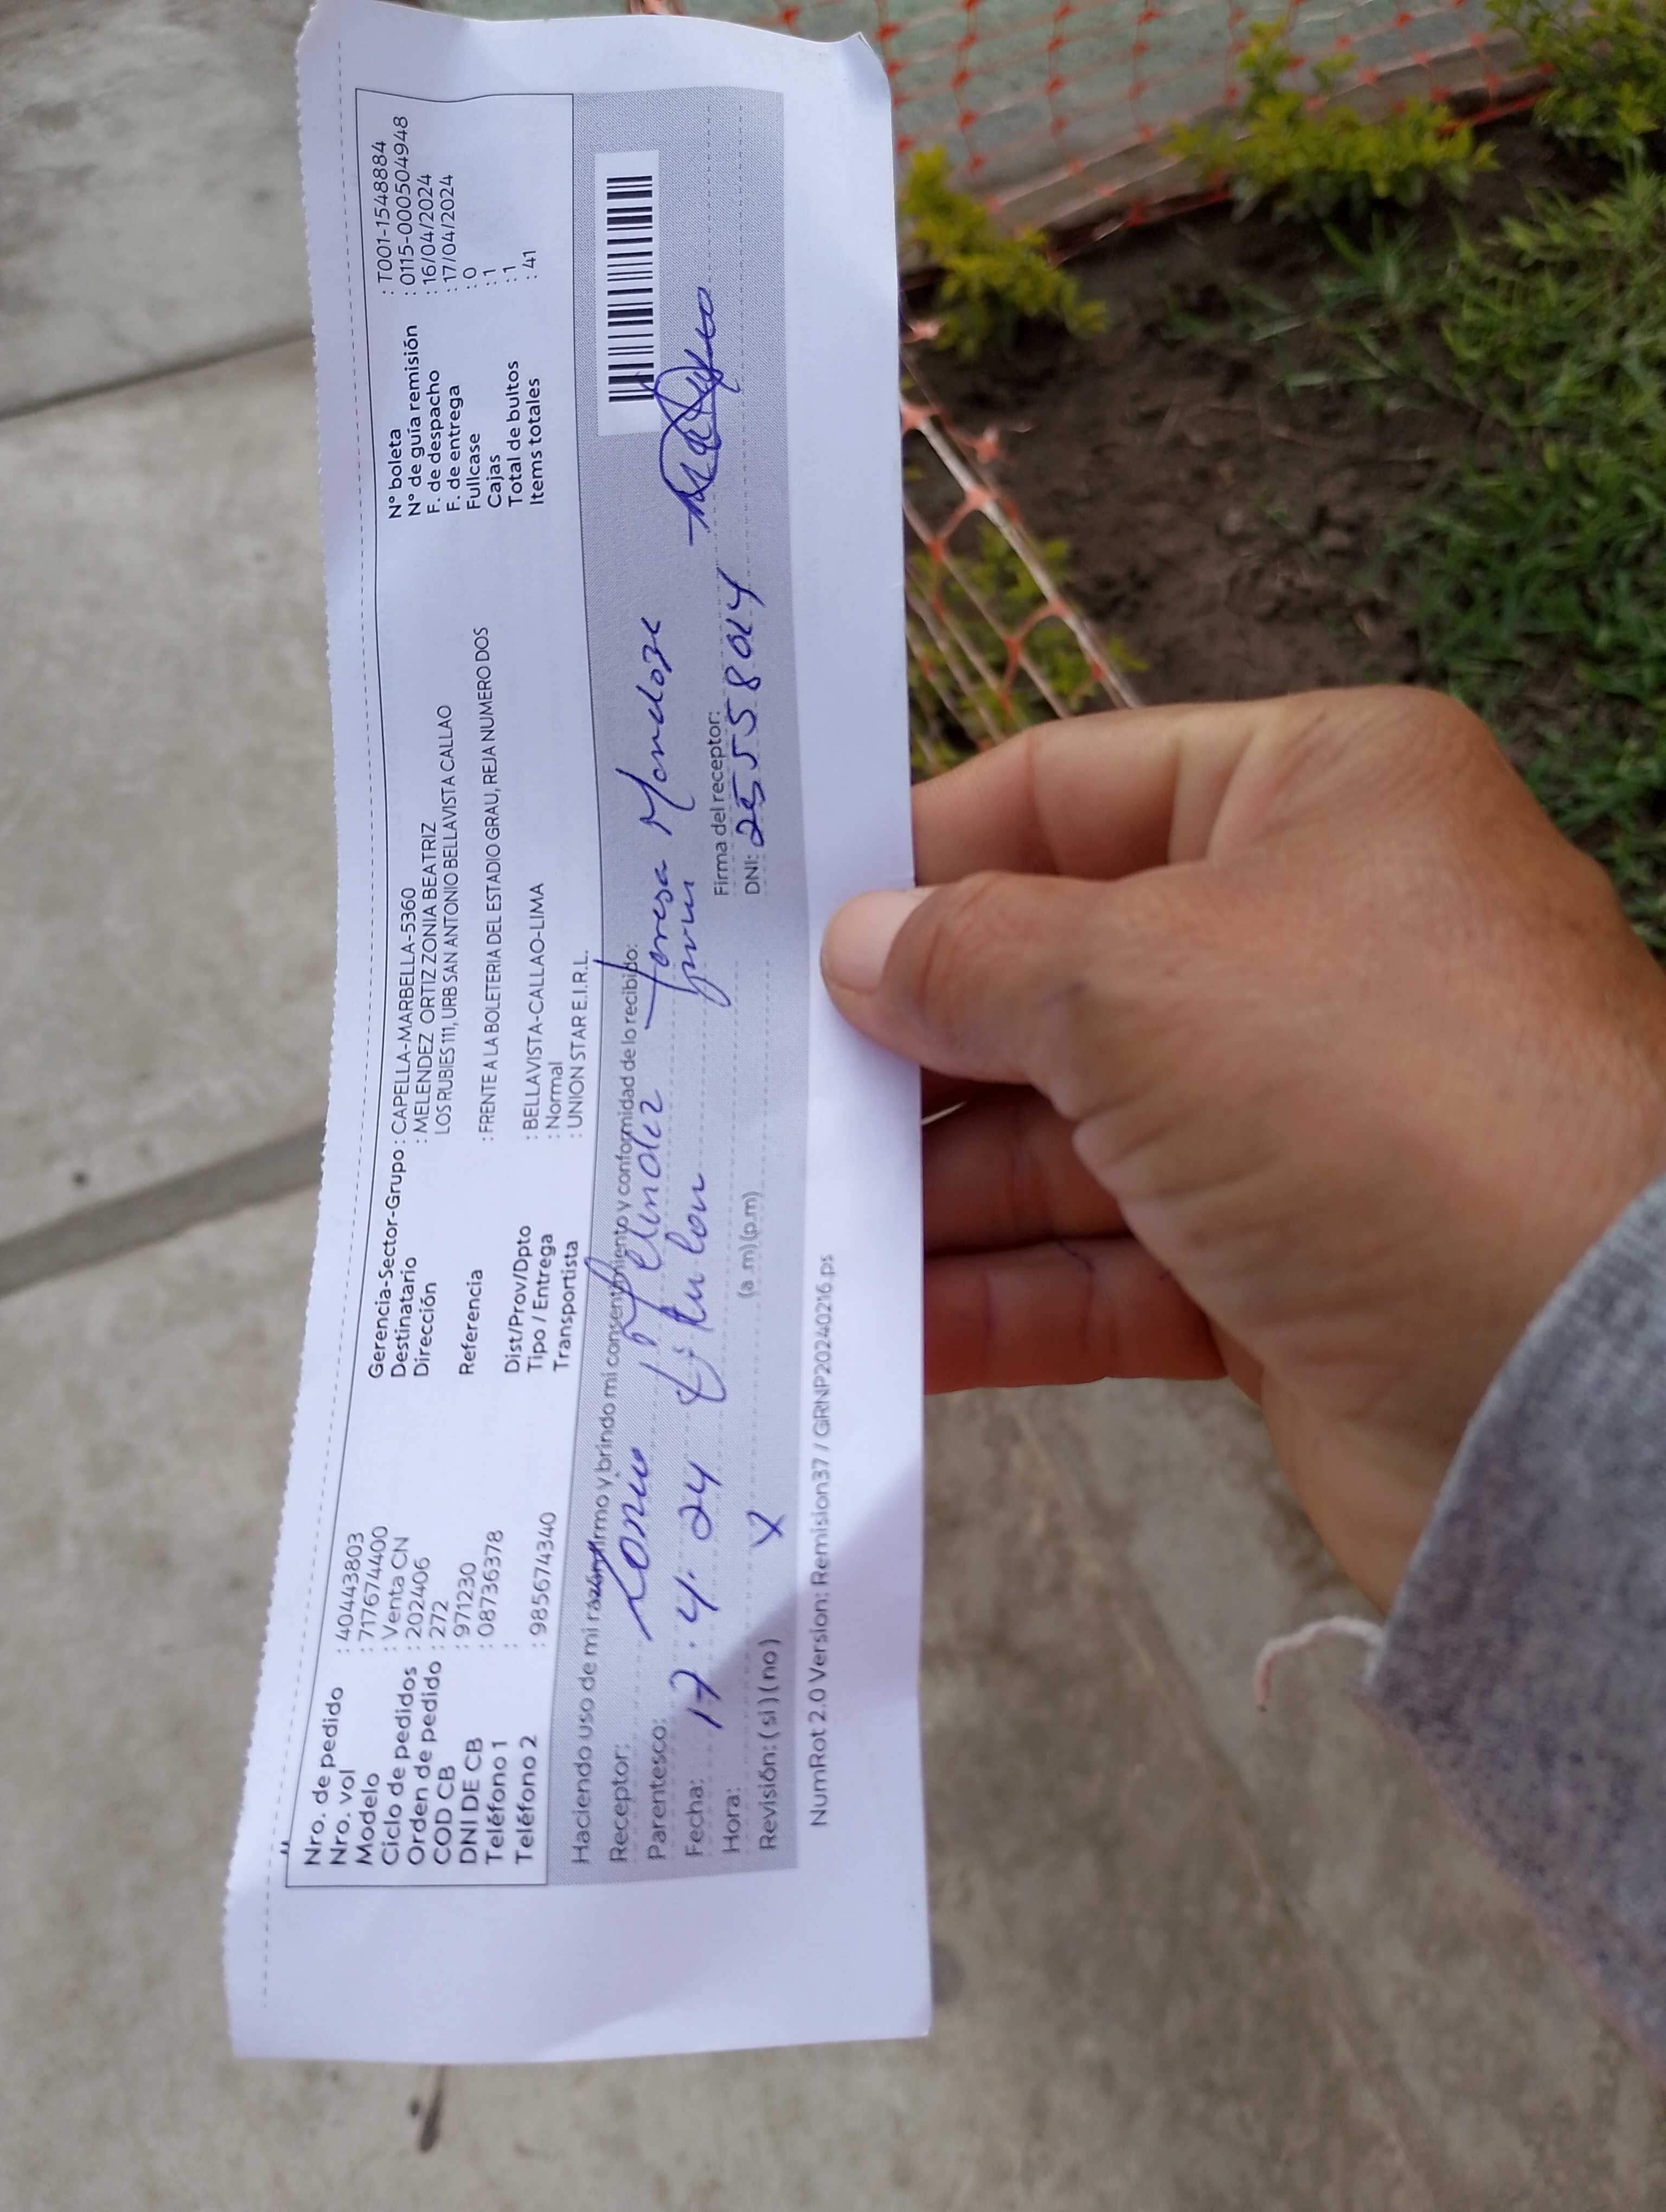 Nro. de pedido : 40443803
Nro. vol : 7176744400
Modelo : Venta CN
Ciclo de pedidos : 202406
Orden de pedido : 272
COD CB : 971230
DNI DE CB : 08736378
Teléfono 1 :
Teléfono 2 : 985674340
Gerencia-Sector-Grupo : CAPELLA-MARBELLA-5360
Destinatario : MELENDEZ ORTIZ ZONIA BEATRIZ
Dirección LOS RUBIES 111, URB SAN ANTONIO BELLAVISTA CALLAO
Referencia : FRENTE A LA BOLETERIA DEL ESTADIO GRAU, REJA NUMERO DOS
Dist/Prov/Dpto : BELLAVISTA-CALLAO-LIMA
Tipo / Entrega : Normal
Transportista : UNION STAR E.I.R.L.
N° boleta : T001-1548884
N° de guía remisión : 0115-0000504948
F. de despacho : 16/04/2024
F. de entrega : 17/04/2024
Fullcase : 0
Cajas : 1
Total de bultos : 1
Items totales : 41
Haciendo uso de mi razón firmo y brindo mi consentimiento y conformidad de lo recibido:
Receptor: Teresa Mendoze
Parentesco:
Fecha: 17. 4. 24
Hora: (a.m) (p.m)
Revisión: ( si ) ( no ) X
Firma del receptor:
DNI: 25558014
NumRot 2.0 Version: Remision37 / GRNP20240216.ps